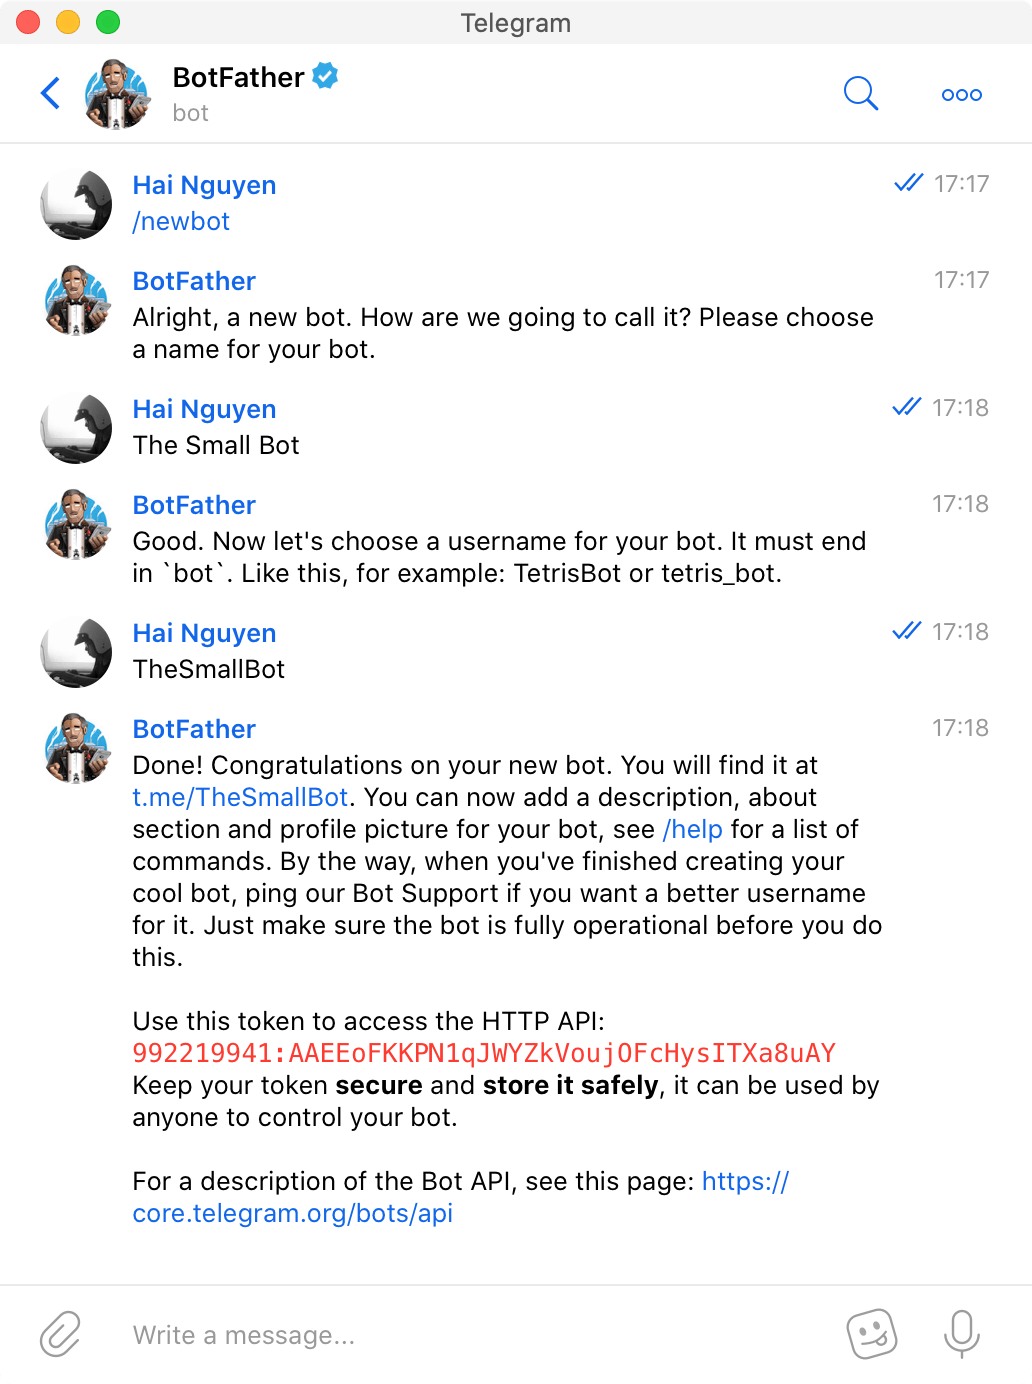 Telegram
BotFather
bot
Hai Nguyen 17:17
/newbot
BotFather 17:17
Alright, a new bot. How are we going to call it? Please choose
a name for your bot.
Hai Nguyen 17:18
The Small Bot
BotFather 17:18
Good. Now let's choose a username for your bot. It must end
in `bot`. Like this, for example: TetrisBot or tetris_bot.
Hai Nguyen 17:18
TheSmallBot
BotFather 17:18
Done! Congratulations on your new bot. You will find it at
t.me/TheSmallBot. You can now add a description, about
section and profile picture for your bot, see /help for a list of
commands. By the way, when you've finished creating your
cool bot, ping our Bot Support if you want a better username
for it. Just make sure the bot is fully operational before you do
this.
Use this token to access the HTTP API:
992219941:AAEEoFKKPN1qJWYZkVoujOFcHysITXa8uAY
Keep your token secure and store it safely, it can be used by
anyone to control your bot.
For a description of the Bot API, see this page: https://
core.telegram.org/bots/api
Write a message...